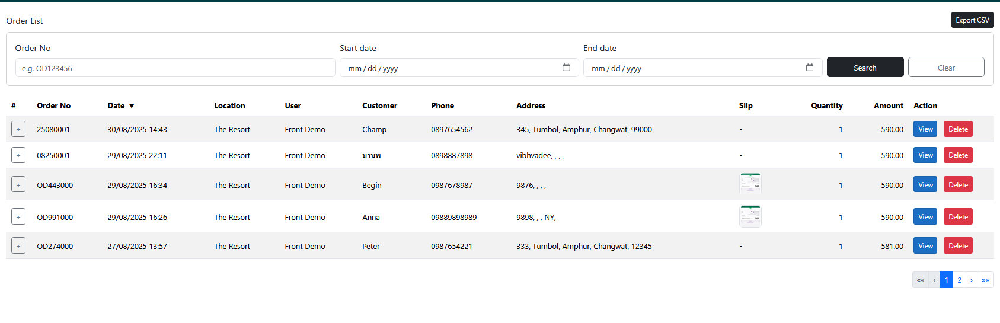 Order List
Export CSV
Order No
Start date
End date
e.g. OD123456
mm/dd/yyyy
mm/dd/yyyy
Search
Clear
# Order No Date ▼ Location User Customer Phone Address Slip Quantity Amount Action
+ 25080001 30/08/2025 14:43 The Resort Front Demo Champ 0897654562 345, Tumbol, Amphur, Changwat, 99000 - 1 590.00 View Delete
+ 08250001 29/08/2025 22:11 The Resort Front Demo มานพ 0898887898 vibhvadee, , , , - 1 590.00 View Delete
+ OD443000 29/08/2025 16:34 The Resort Front Demo Begin 0987678987 9876, , , , 1 590.00 View Delete
+ OD991000 29/08/2025 16:26 The Resort Front Demo Anna 09889898989 9898, , , NY, 1 590.00 View Delete
+ OD274000 27/08/2025 13:57 The Resort Front Demo Peter 0987654221 333, Tumbol, Amphur, Changwat, 12345 - 1 581.00 View Delete
«« ‹ 1 2 › »»